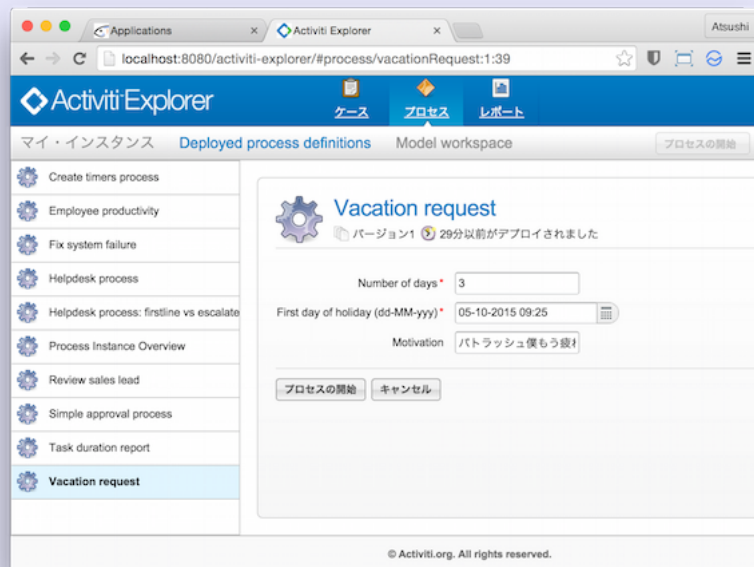 Applications
Activiti Explorer
Atsushi
localhost:8080/activiti-explorer/#process/vacationRequest:1:39
Activiti Explorer
ケース
プロセス
レポート
マイ・インスタンス
Deployed process definitions
Model workspace
プロセスの開始
Create timers process
Employee productivity
Fix system failure
Helpdesk process
Helpdesk process: firstline vs escalate
Process Instance Overview
Review sales lead
Simple approval process
Task duration report
Vacation request
Vacation request
バージョン1 29分以前がデプロイされました
Number of days* 3
First day of holiday (dd-MM-yyy)* 05-10-2015 09:25
Motivation パトラッシュ僕もう疲れ
プロセスの開始
キャンセル
© Activiti.org. All rights reserved.